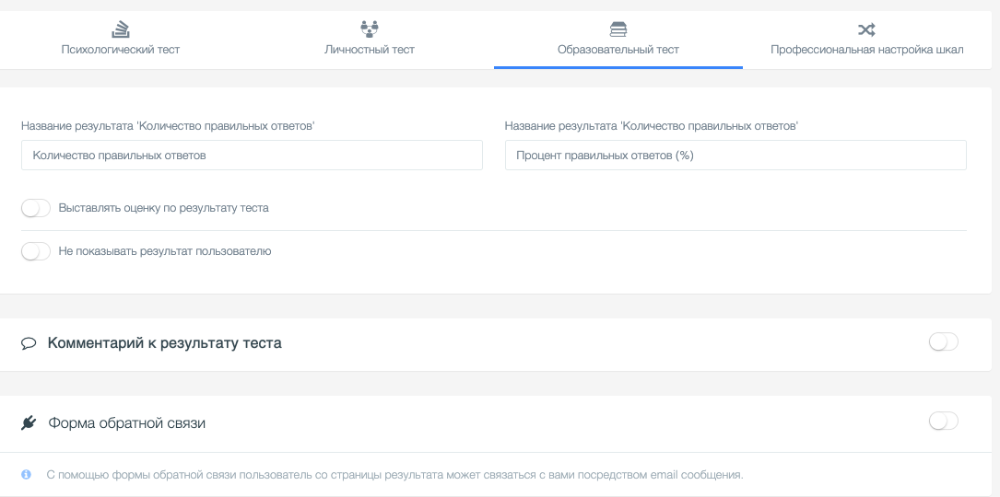 Психологический тест
Личностный тест
Образовательный тест
Профессиональная настройка шкал
Название результата 'Количество правильных ответов'
Название результата 'Количество правильных ответов'
Количество правильных ответов
Процент правильных ответов (%)
Выставлять оценку по результату теста
Не показывать результат пользователю
Комментарий к результату теста
Форма обратной связи
С помощью формы обратной связи пользователь со страницы результата может связаться с вами посредством email сообщения.